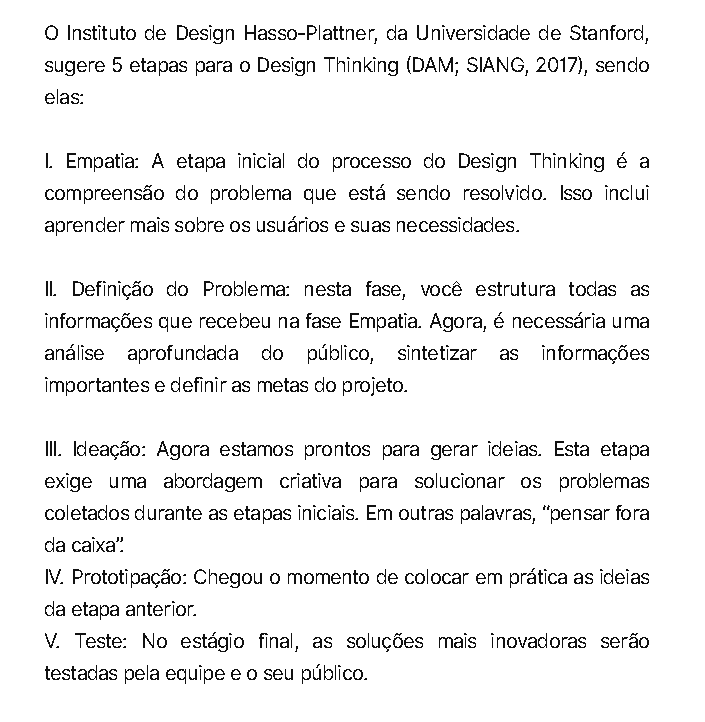 O Instituto de Design Hasso-Plattner, da Universidade de Stanford,
sugere 5 etapas para o Design Thinking (DAM; SIANG, 2017), sendo
elas:
I. Empatia: A etapa inicial do processo do Design Thinking é a
compreensão do problema que está sendo resolvido. Isso inclui
aprender mais sobre os usuários e suas necessidades.
II. Definição do Problema: nesta fase, você estrutura todas as
informações que recebeu na fase Empatia. Agora, é necessária uma
análise aprofundada do público, sintetizar as informações
importantes e definir as metas do projeto.
III. Ideação: Agora estamos prontos para gerar ideias. Esta etapa
exige uma abordagem criativa para solucionar os problemas
coletados durante as etapas iniciais. Em outras palavras, “pensar fora
da caixa”.
IV. Prototipação: Chegou o momento de colocar em prática as ideias
da etapa anterior.
V. Teste: No estágio final, as soluções mais inovadoras serão
testadas pela equipe e o seu público.